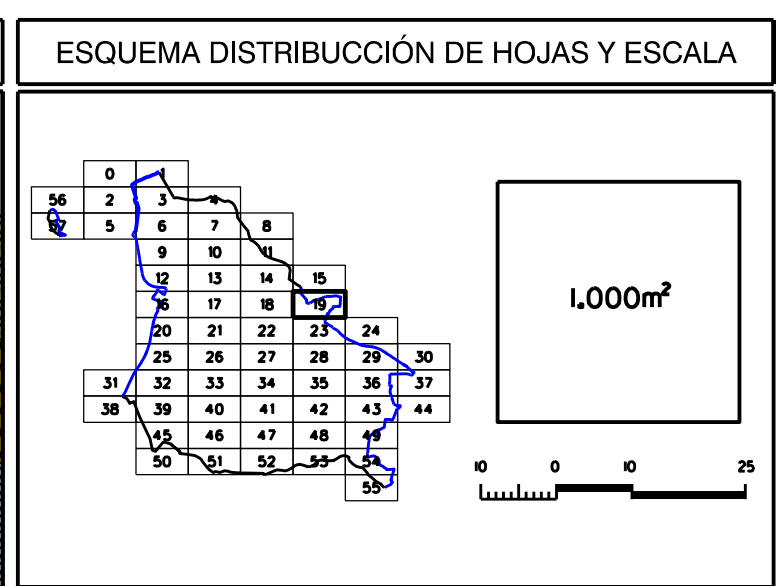 ESQUEMA DISTRIBUCCIÓN DE HOJAS Y ESCALA
0 1
56 2 3 4
57 5 6 7 8
9 10 11
12 13 14 15
16 17 18 19
20 21 22 23 24
25 26 27 28 29 30
31 32 33 34 35 36 37
38 39 40 41 42 43 44
45 46 47 48 49
50 51 52 53 54
55
1.000m²
10 0 10 25